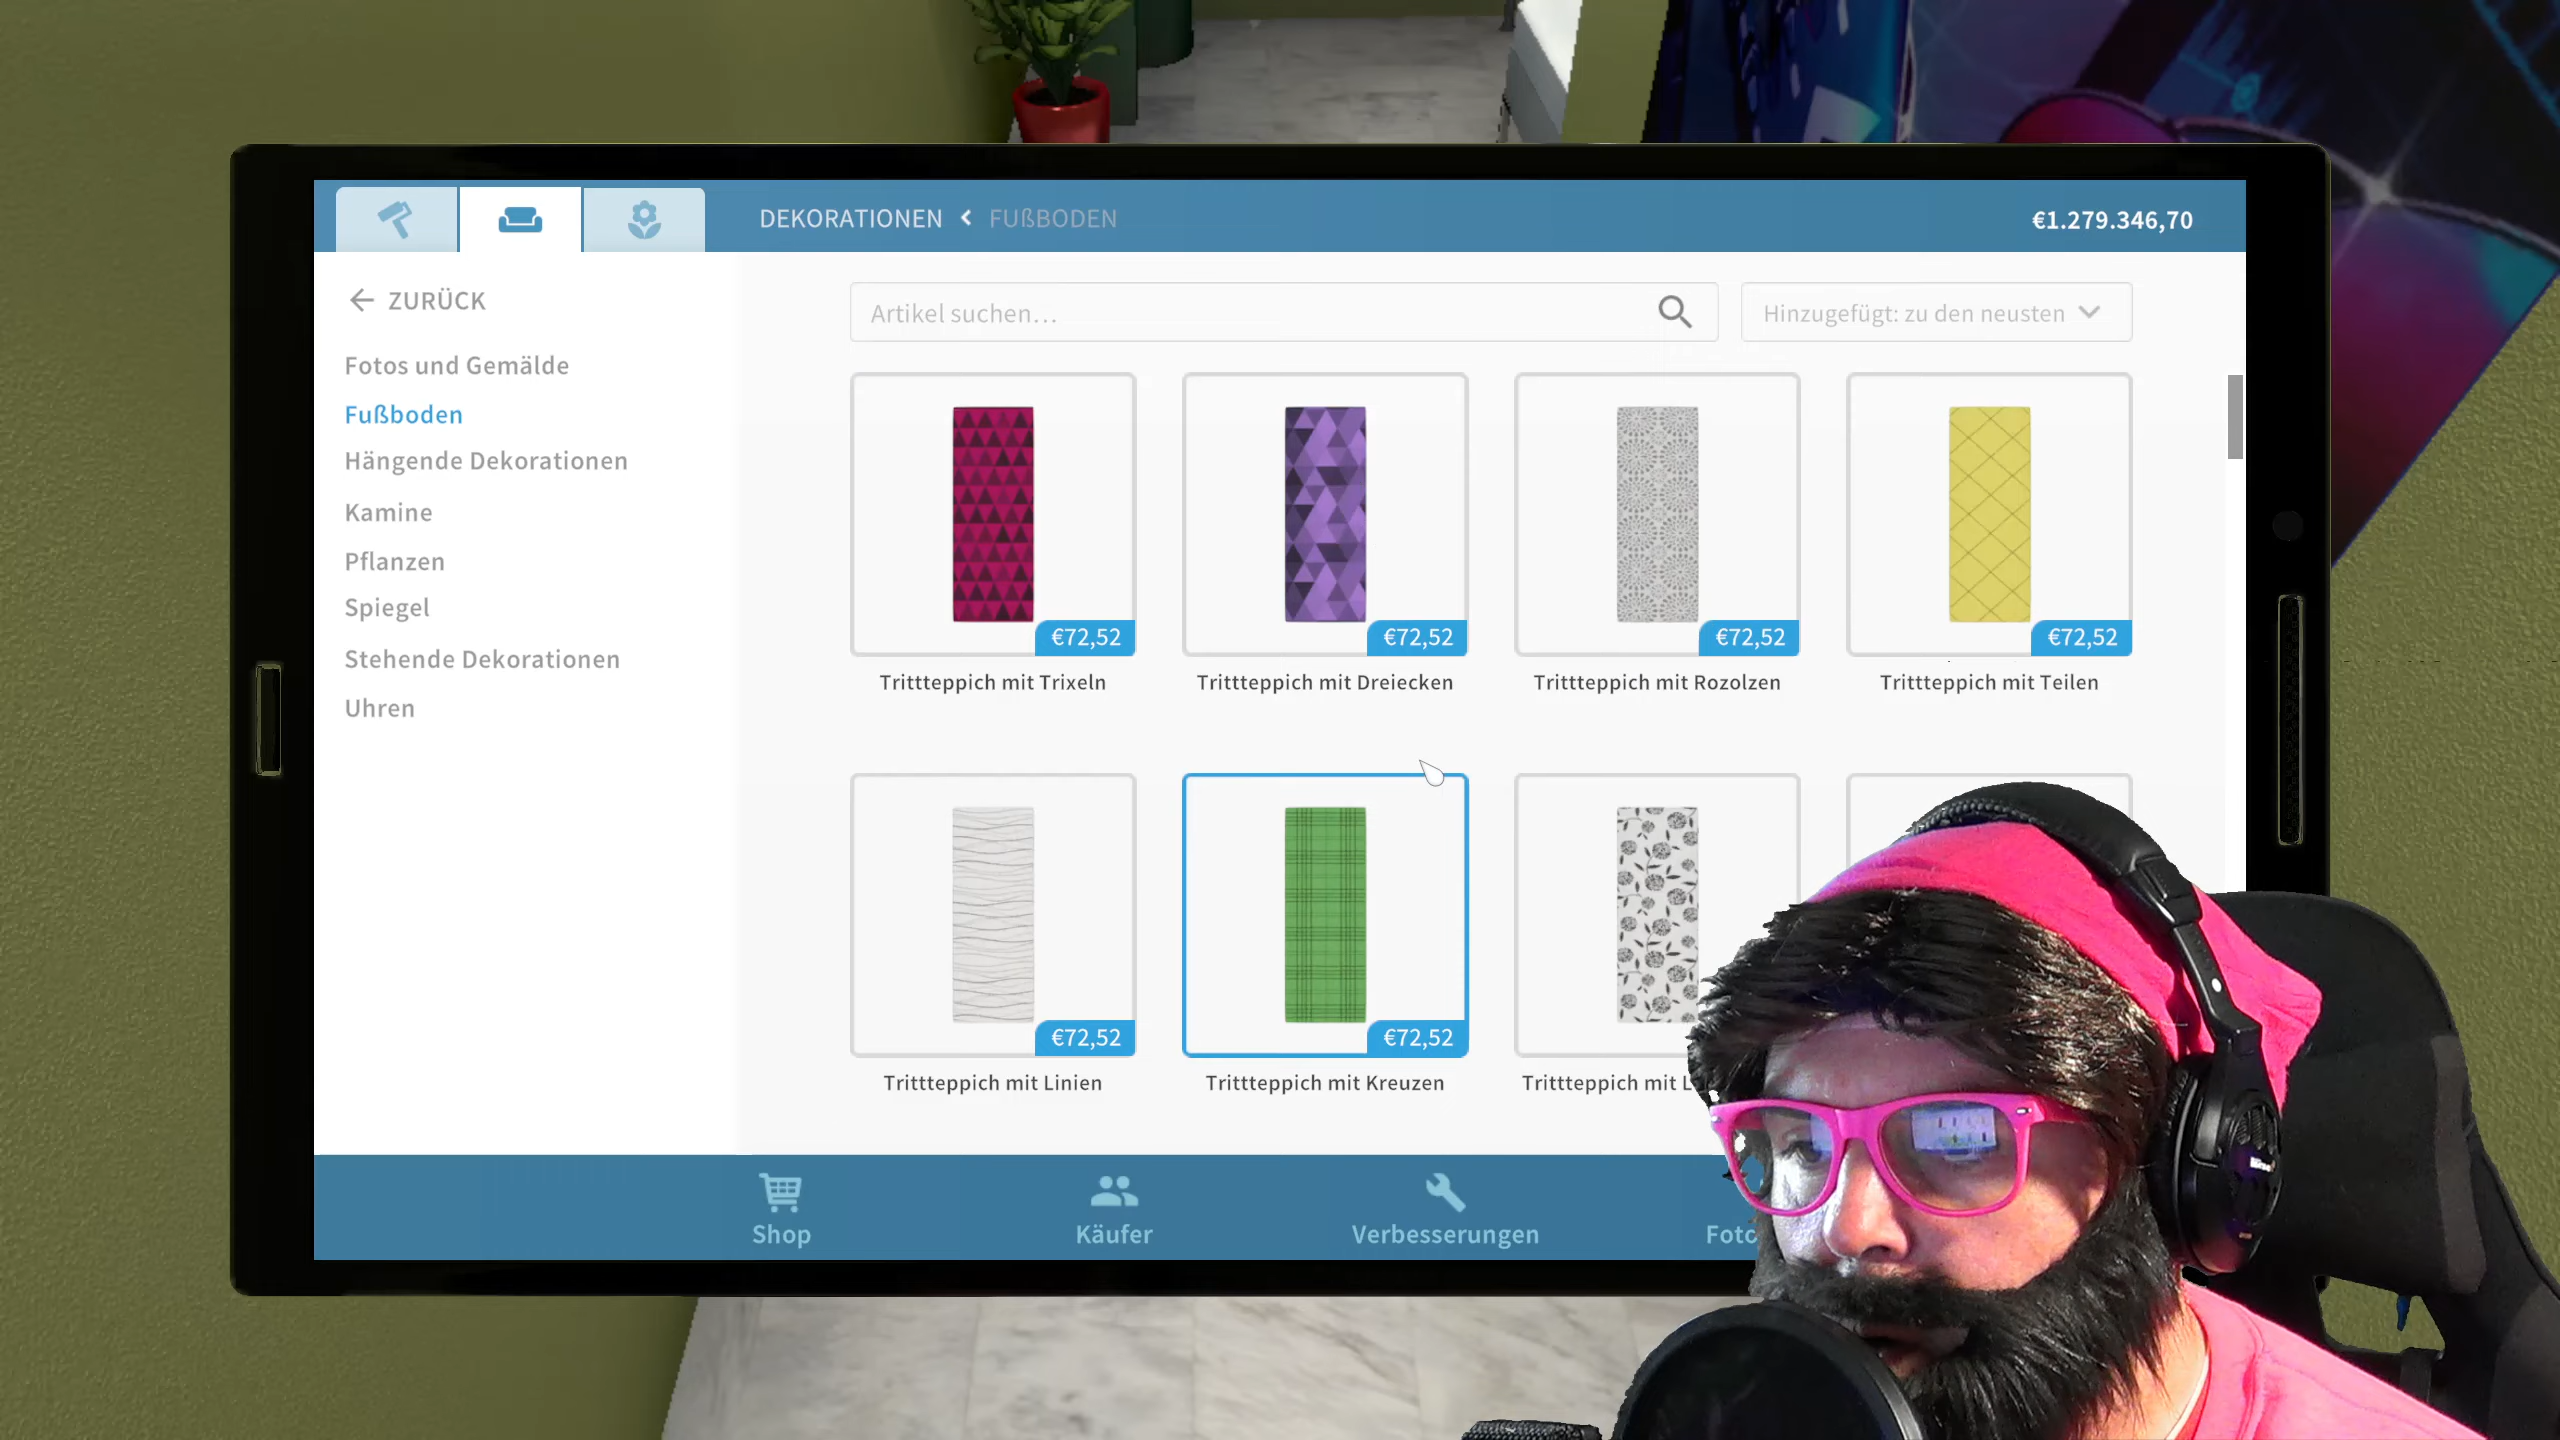 DEKORATIONEN FUßBODEN
€1.279.346,70
ZURÜCK
Fotos und Gemälde
Fußboden
Hängende Dekorationen
Kamine
Pflanzen
Spiegel
Stehende Dekorationen
Uhren
Artikel suchen...
Hinzugefügt: zu den neusten
€72,52
€72,52
€72,52
€72,52
Trittteppich mit Trixeln
Trittteppich mit Dreiecken
Trittteppich mit Rozolzen
Trittteppich mit Teilen
€72,52
€72,52
Trittteppich mit Linien
Trittteppich mit Kreuzen
Trittteppich mit
Shop
Käufer
Verbesserungen